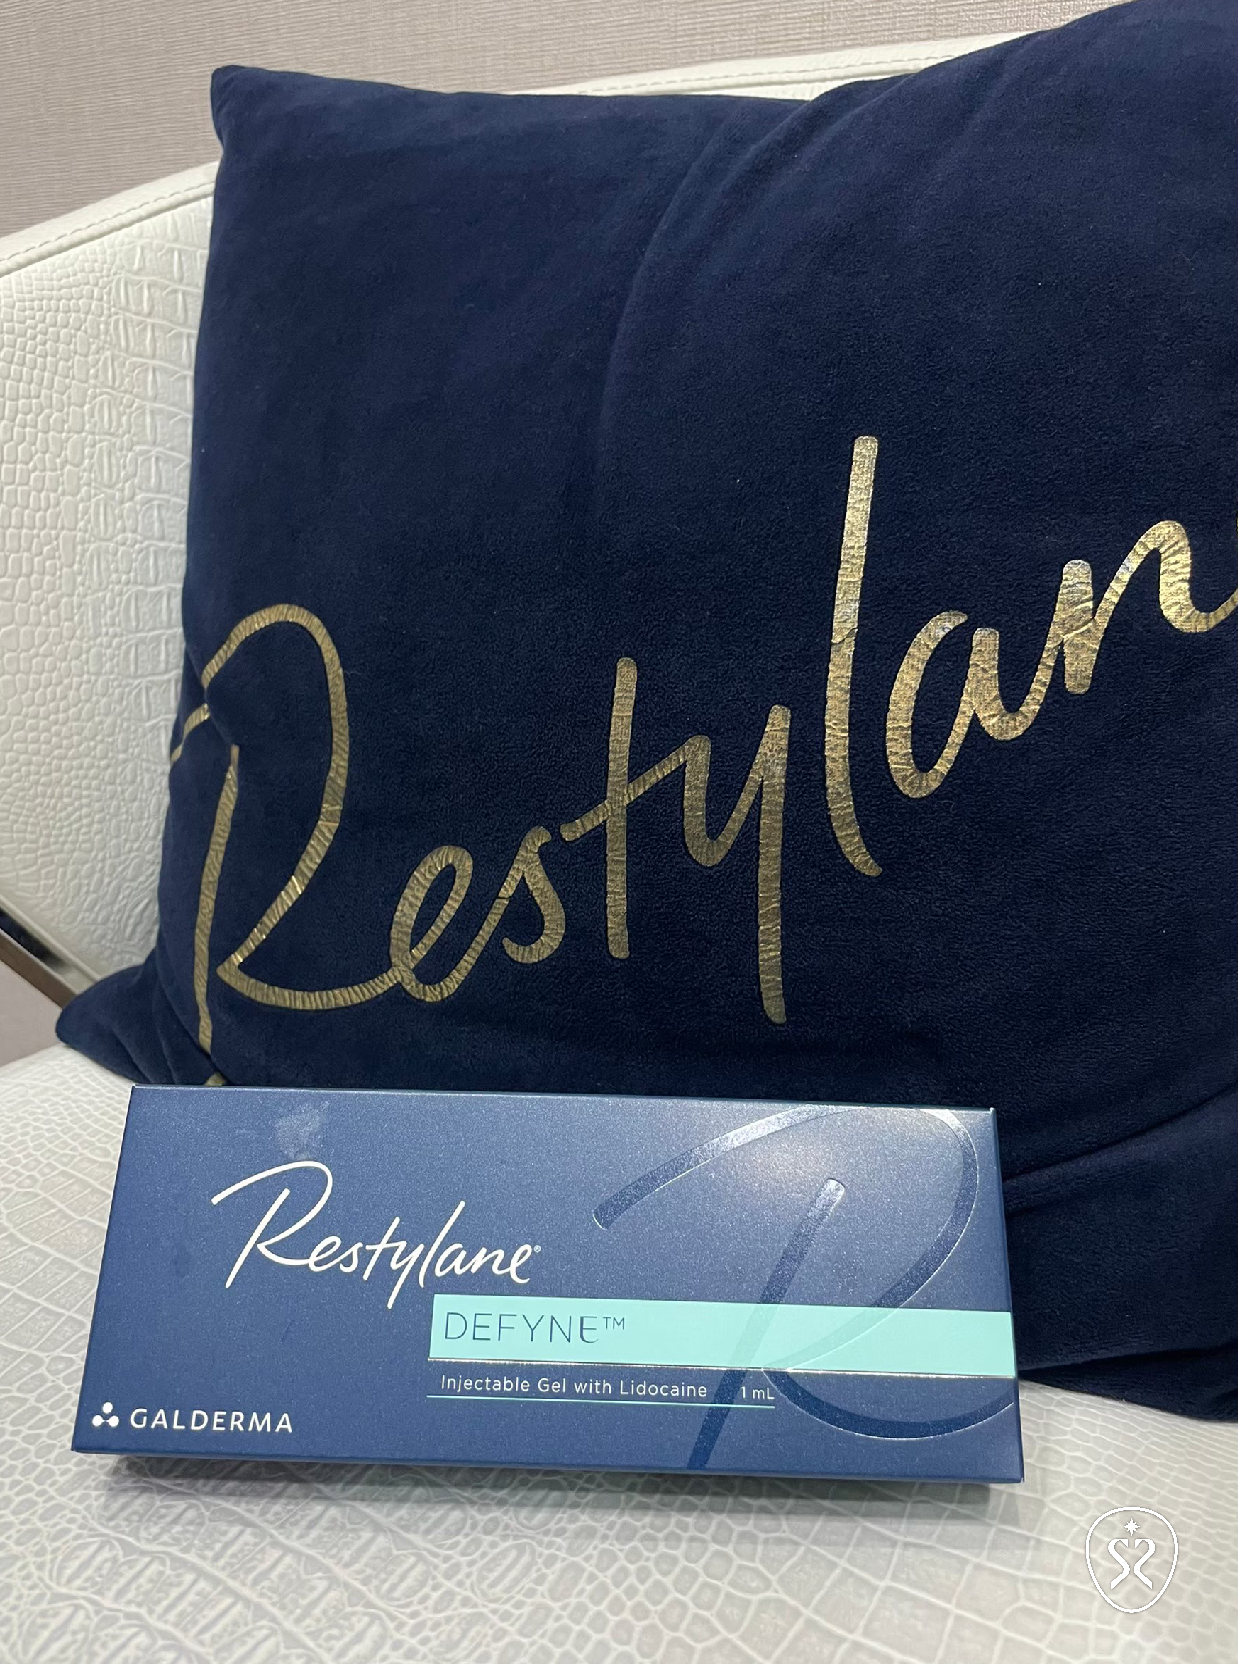 Restylan
Restylane®
DEFYNE™
Injectable Gel with Lidocaine 1 mL
GALDERMA